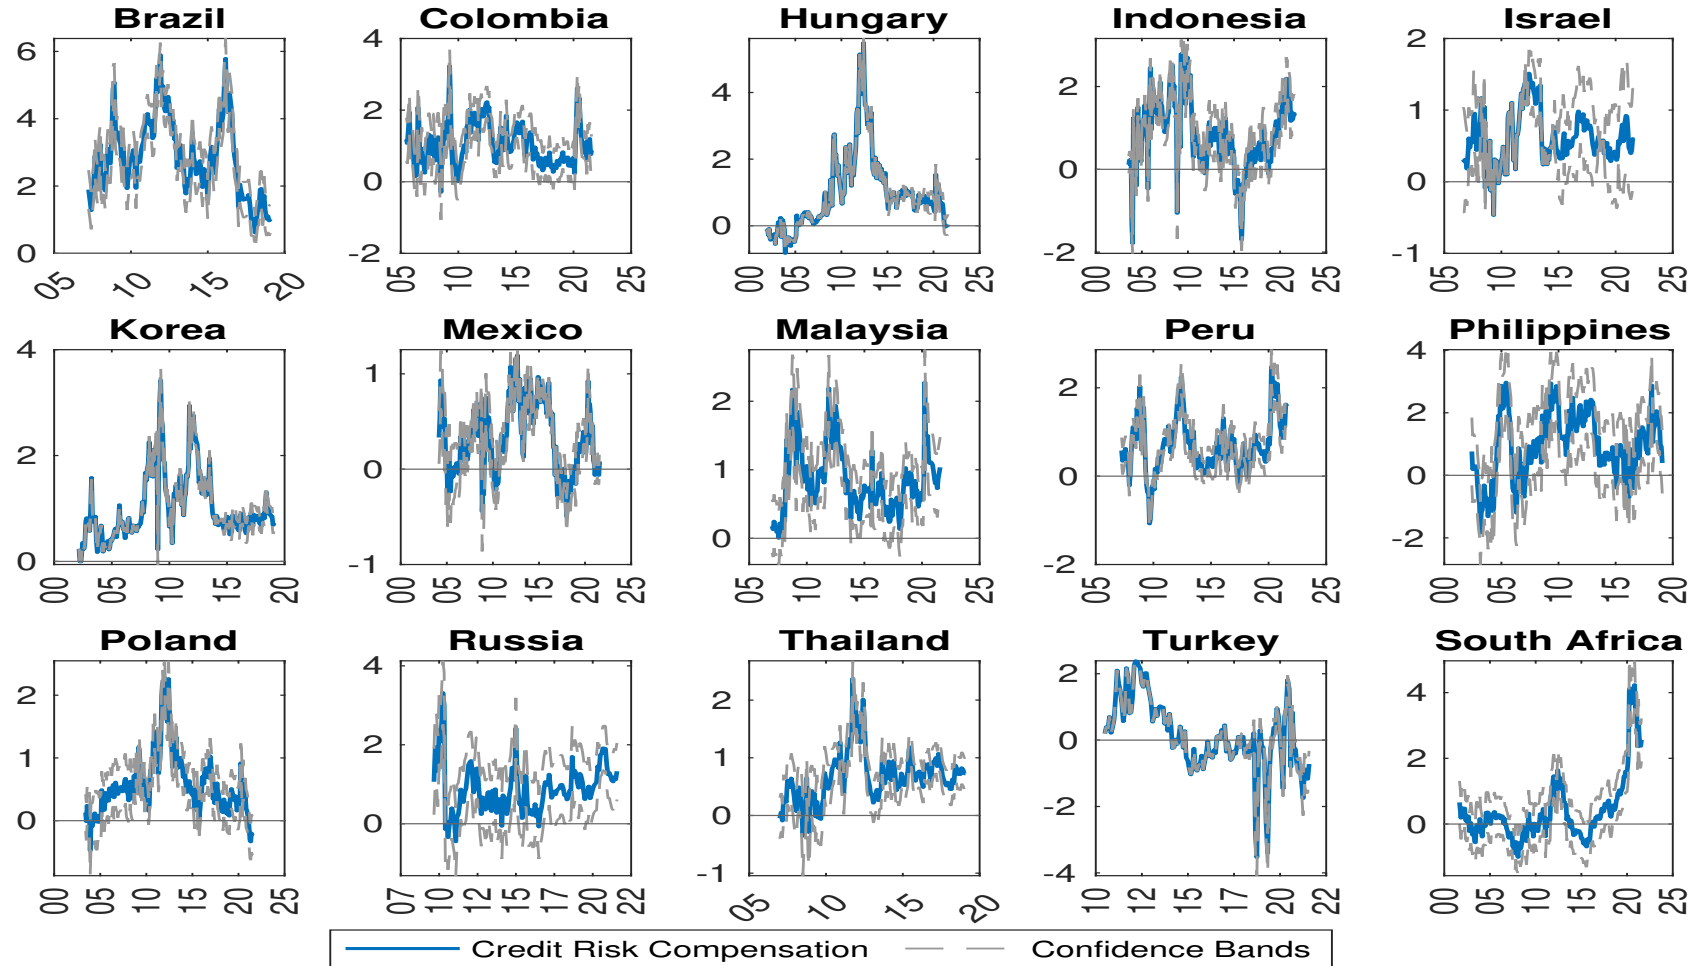 Brazil Colombia Hungary Indonesia Israel
6 4 2 0
05 10 15 20
4 2 0 -2
05 10 15 20 25
4 2 0
00 05 10 15 20 25
2 0 -2
00 05 10 15 20 25
2 1 0 -1
05 10 15 20 25
Korea Mexico Malaysia Peru Philippines
4 2 0
00 05 10 15 20
1 0 -1
00 05 10 15 20 25
2 1 0
05 10 15 20 25
2 0 -2
05 10 15 20 25
4 2 0 -2
00 05 10 15 20
Poland Russia Thailand Turkey South Africa
2 1 0
00 05 10 15 20 25
4 2 0
07 10 12 15 17 20 22
2 1 0 -1
05 10 15 20
2 0 -2 -4
10 12 15 17 20 22
4 2 0
00 05 10 15 20 25
Credit Risk Compensation Confidence Bands